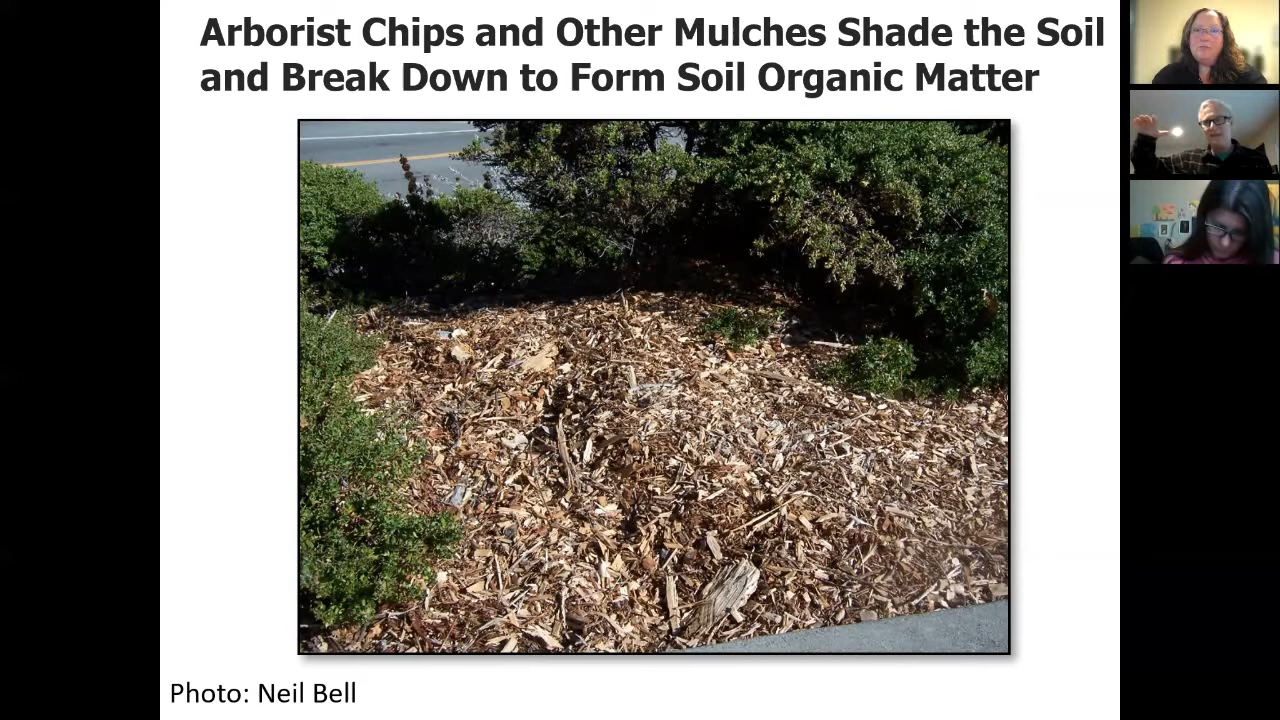 Arborist Chips and Other Mulches Shade the Soil
and Break Down to Form Soil Organic Matter
Photo: Neil Bell